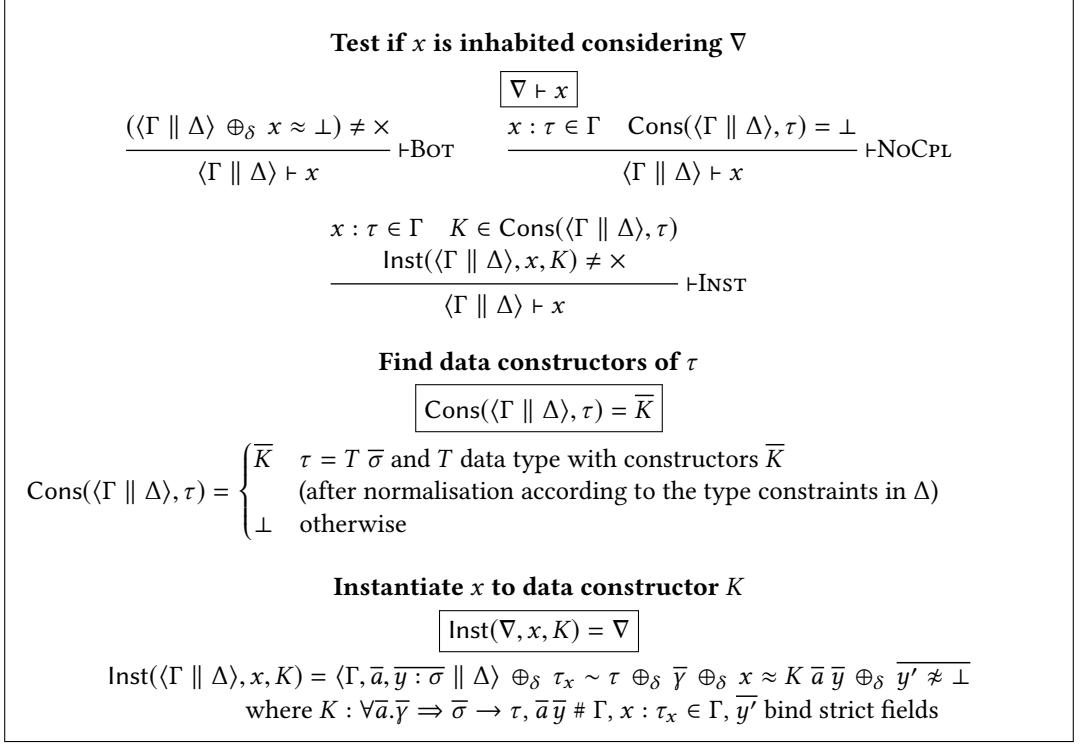 Test if x is inhabited considering ∇
∇ ⊢ x
(⟨Γ ∥ Δ⟩ ⊕δ x ≈ ⊥) ≠ ×
⟨Γ ∥ Δ⟩ ⊢ x
⊢Bot
x : τ ∈ Γ Cons(⟨Γ ∥ Δ⟩, τ) = ⊥
⟨Γ ∥ Δ⟩ ⊢ x
⊢NoCpl
x : τ ∈ Γ K ∈ Cons(⟨Γ ∥ Δ⟩, τ)
Inst(⟨Γ ∥ Δ⟩, x, K) ≠ ×
⟨Γ ∥ Δ⟩ ⊢ x
⊢Inst
Find data constructors of τ
Cons(⟨Γ ∥ Δ⟩, τ) = K̅
Cons(⟨Γ ∥ Δ⟩, τ) = { K̅ τ = T σ̅ and T data type with constructors K̅
(after normalisation according to the type constraints in Δ)
⊥ otherwise
Instantiate x to data constructor K
Inst(∇, x, K) = ∇
Inst(⟨Γ ∥ Δ⟩, x, K) = ⟨Γ, a̅, y̅ ̅:̅ ̅σ̅ ∥ Δ⟩ ⊕δ τx ∼ τ ⊕δ γ̅ ⊕δ x ≈ K a̅ y̅ ⊕δ y̅′̅ ̅≉̅ ̅⊥̅
where K : ∀a̅.γ̅ ⇒ σ̅ → τ, a̅ y̅ # Γ, x : τx ∈ Γ, y̅′̅ bind strict fields